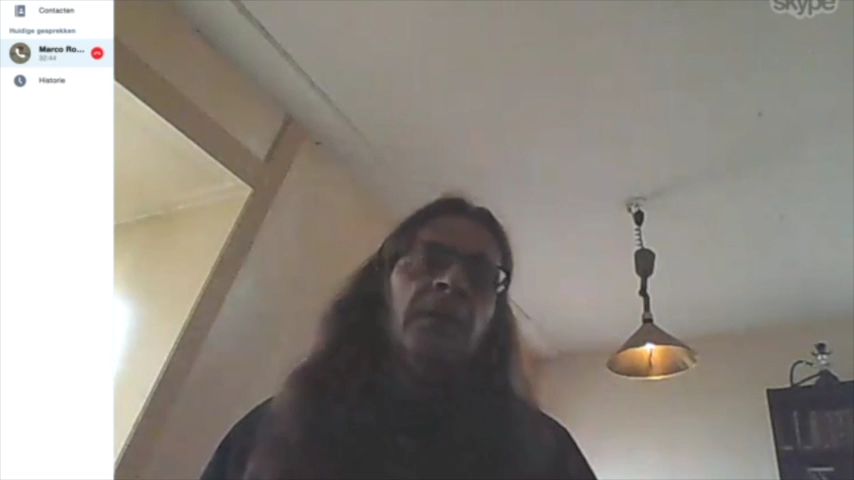 Contacten
Huidige gesprekken
Marco Ro...
Historie
skype